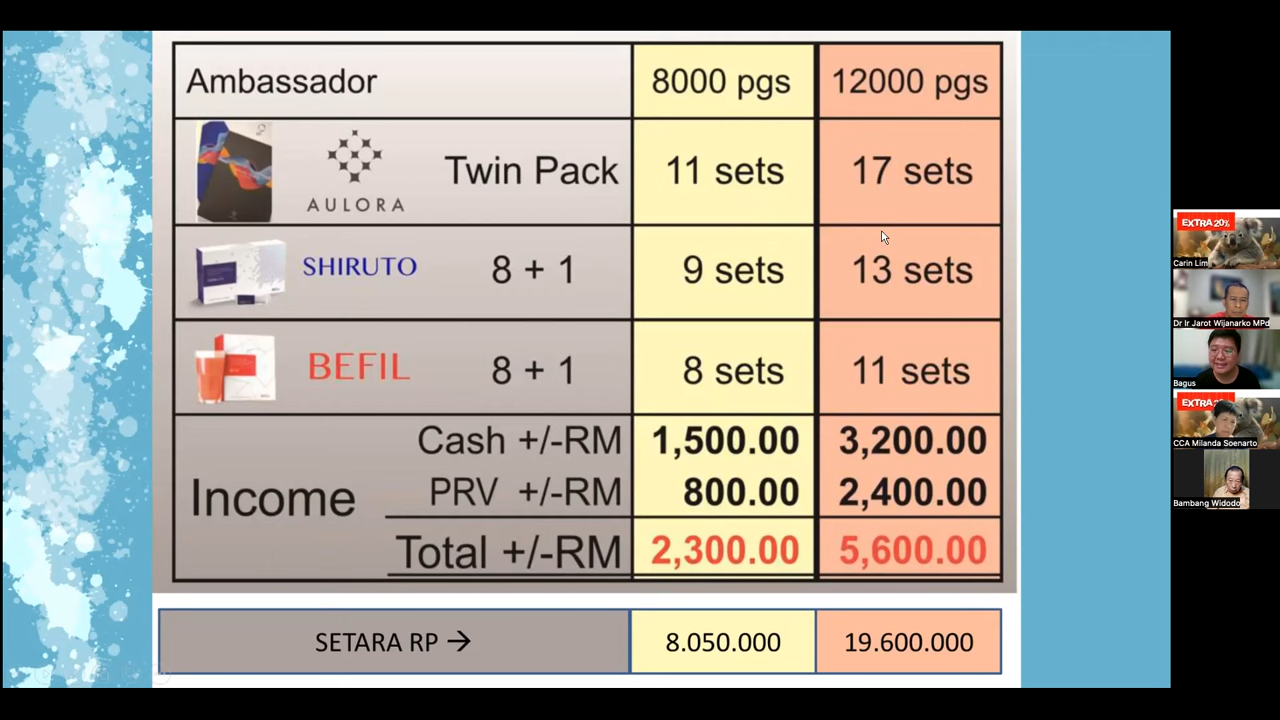 Ambassador 8000 pgs 12000 pgs
AULORA Twin Pack 11 sets 17 sets
SHIRUTO 8 + 1 9 sets 13 sets
BEFIL 8 + 1 8 sets 11 sets
Income
Cash +/-RM 1,500.00 3,200.00
PRV +/-RM 800.00 2,400.00
Total +/-RM 2,300.00 5,600.00
SETARA RP → 8.050.000 19.600.000
EXTRA 20%
Carin Lim
Dr Ir Jarot Wijanarko MPd
Bagus
EXTRA
CCA Milanda Soenarto
Bambang Widodo